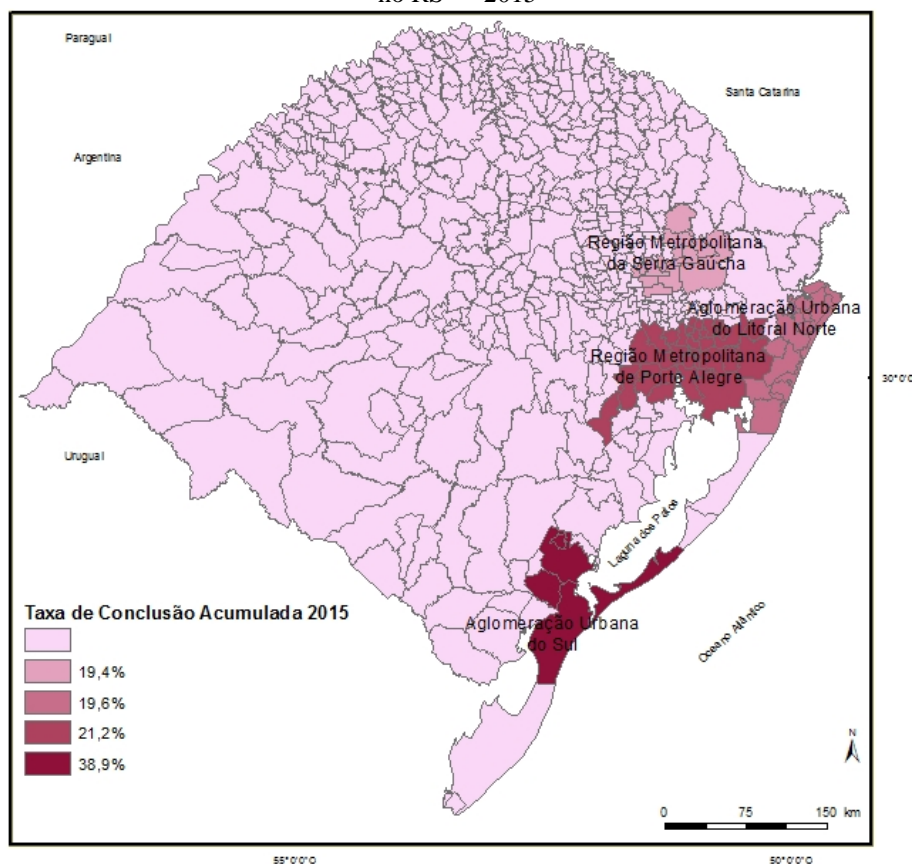 no RS — 2015
Paraguai
Santa Catarina
Argentina
Região Metropolitana
da Serra Gaúcha
Aglomeração Urbana
do Litoral Norte
Região Metropolitana
de Porto Alegre
30°0'0"
Uruguai
Laguna dos Patos
Taxa de Conclusão Acumulada 2015
Aglomeração Urbana
do Sul
Oceano Atlântico
19,4%
19,6%
21,2%
38,9%
N
0 75 150 km
55°0'0"O
50°0'0"O